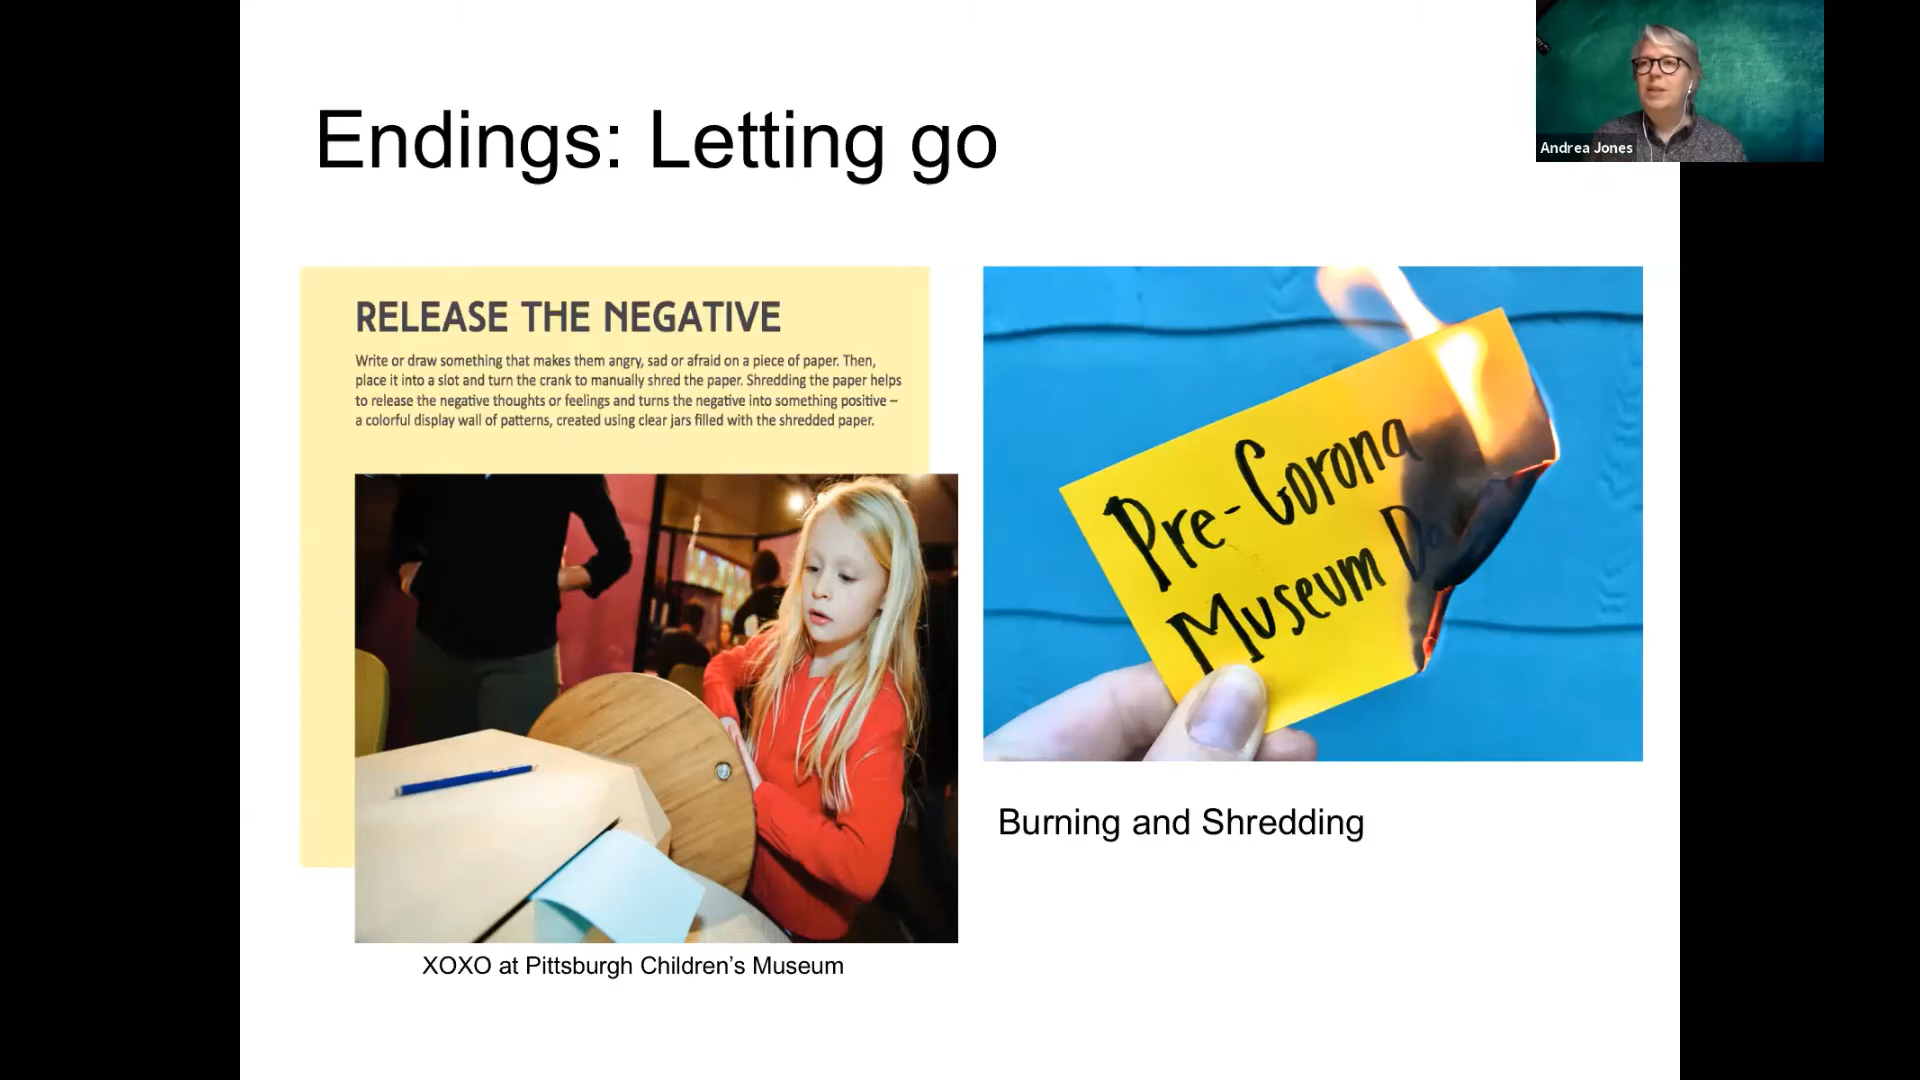 Endings: Letting go
Andrea Jones
RELEASE THE NEGATIVE
Write or draw something that makes them angry, sad or afraid on a piece of paper. Then,
place it into a slot and turn the crank to manually shred the paper. Shredding the paper helps
to release the negative thoughts or feelings and turns the negative into something positive –
a colorful display wall of patterns, created using clear jars filled with the shredded paper.
Pre-Corona
Museum
Burning and Shredding
XOXO at Pittsburgh Children’s Museum